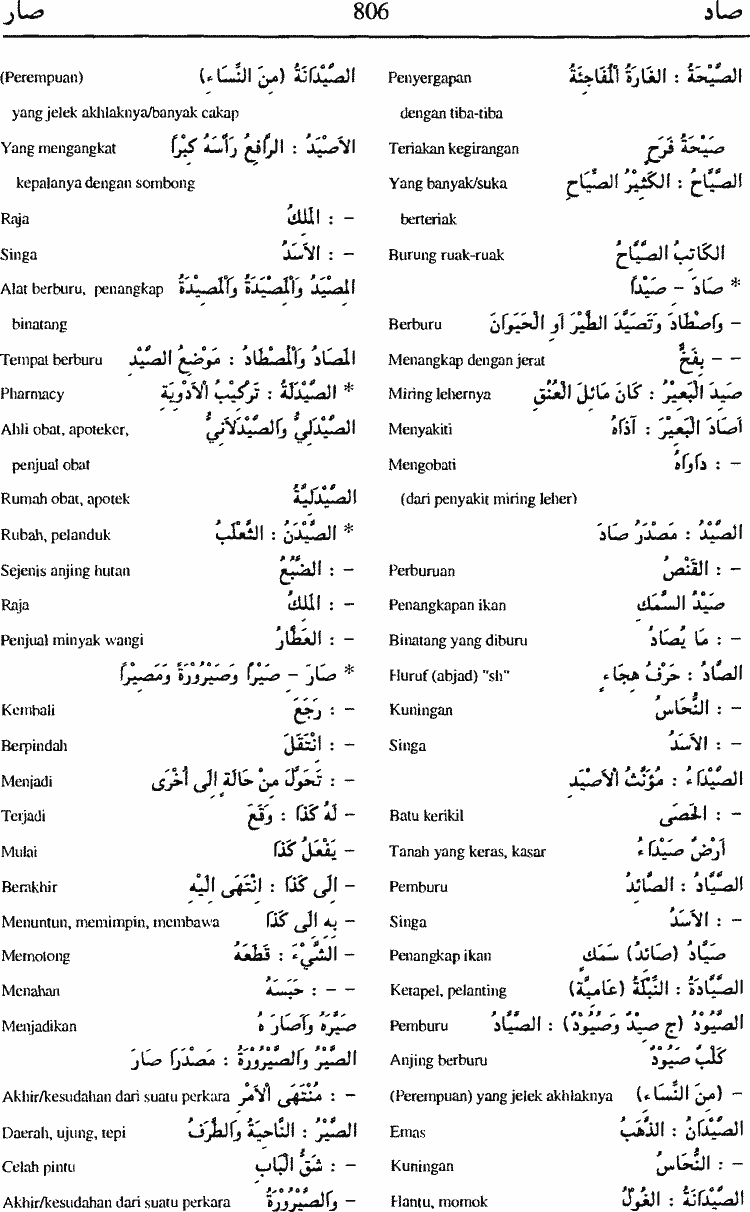 صاد 806 صار
الصَّيْحَةُ : الغَارَةُ الْمُفَاجِئَةُ Penyergapan
dengan tiba-tiba
صَيْحَةُ فَرَحٍ Teriakan kegirangan
الصَّيَّاحُ : الكَثِيْرُ الصِّيَاحِ Yang banyak/suka
berteriak
الكَاتِبُ الصَّيَّاحُ Burung ruak-ruak
* صَادَ – صَيْدًا
– وَاصْطَادَ وَتَصَيَّدَ الطَّيْرَ أَوِ الْحَيَوَانَ Berburu
– – بِفَخٍّ Menangkap dengan jerat
صَيِدَ الْبَعِيْرُ : كَانَ مَائِلَ الْعُنُقِ Miring lehernya
أَصَادَ الْبَعِيْرَ : آذَاهُ Menyakiti
– : دَاوَاهُ Mengobati
(dari penyakit miring leher)
الصَّيْدُ : مَصْدَرُ صَادَ
– : القَنْصُ Perburuan
صَيْدُ السَّمَكِ Penangkapan ikan
– : مَا يُصَادُ Binatang yang diburu
الصَّادُ : حَرْفُ هِجَاءٍ Huruf (abjad) "sh"
– : النُّحَاسُ Kuningan
– : الأَسَدُ Singa
الصَّيْدَاءُ : مُؤَنَّثُ الأَصْيَدِ
– : الحَصَى Batu kerikil
أَرْضٌ صَيْدَاءُ Tanah yang keras, kasar
الصَّيَّادُ : الصَّائِدُ Pemburu
– : الأَسَدُ Singa
صَيَّادُ (صَائِدُ) سَمَكٍ Penangkap ikan
الصَّيَّادَةُ : النَّبْلَةُ (عَامِيَّة) Ketapel, pelanting
الصَّيُوْدُ (ج صِيْدٌ وَصُيُوْدٌ) : الصَّيَّادُ Pemburu
كَلْبٌ صَيُوْدٌ Anjing berburu
– (مِنَ النِّسَاءِ) (Perempuan) yang jelek akhlaknya
الصَّيْدَانُ : الذَّهَبُ Emas
– : النُّحَاسُ Kuningan
الصَّيْدَانَةُ : الغُوْلُ Hantu, momok
الصَّيْدَانَةُ (مِنَ النِّسَاءِ) (Perempuan)
yang jelek akhlaknya/banyak cakap
الأَصْيَدُ : الرَّافِعُ رَأْسَهُ كِبْرًا Yang mengangkat
kepalanya dengan sombong
– : الْمَلِكُ Raja
– : الأَسَدُ Singa
المِصْيَدُ وَالْمِصْيَدَةُ وَالْمَصِيْدَةُ Alat berburu, penangkap
binatang
المَصَادُ وَالْمُصْطَادُ : مَوْضِعُ الصَّيْدِ Tempat berburu
* الصَّيْدَلَةُ : تَرْكِيْبُ الأَدْوِيَةِ Pharmacy
الصَّيْدَلِيُّ وَالصَّيْدَلاَنِيُّ Ahli obat, apoteker,
penjual obat
الصَّيْدَلِيَّةُ Rumah obat, apotek
* الصَّيْدَنُ : الثَّعْلَبُ Rubah, pelanduk
– : الضَّبُعُ Sejenis anjing hutan
– : الْمَلِكُ Raja
– : العَطَّارُ Penjual minyak wangi
* صَارَ – صَيْرًا وَصَيْرُوْرَةً وَمَصِيْرًا
– : رَجَعَ Kembali
– : انْتَقَلَ Berpindah
– : تَحَوَّلَ مِنْ حَالَةٍ اِلَى أُخْرَى Menjadi
– لَهُ كَذَا : وَقَعَ Terjadi
– يَفْعَلُ كَذَا Mulai
– الَى كَذَا : انْتَهَى اِلَيْهِ Berakhir
– بِهِ الَى كَذَا Menuntun, memimpin, membawa
– الشَّيْءَ : قَطَعَهُ Memotong
– – : حَبَسَهُ Menahan
صَيَّرَهُ وَأَصَارَ هُ Menjadikan
الصَّيْرُ وَالصَّيْرُوْرَةُ : مَصْدَرَا صَارَ
– : مُنْتَهَى الأَمْرِ Akhir/kesudahan dari suatu perkara
الصِّيْرُ : النَّاحِيَةُ وَالطَّرَفُ Daerah, ujung, tepi
– : شَقُّ الْبَابِ Celah pintu
– وَالصَّيْرُوْرَةُ Akhir/kesudahan dari suatu perkara